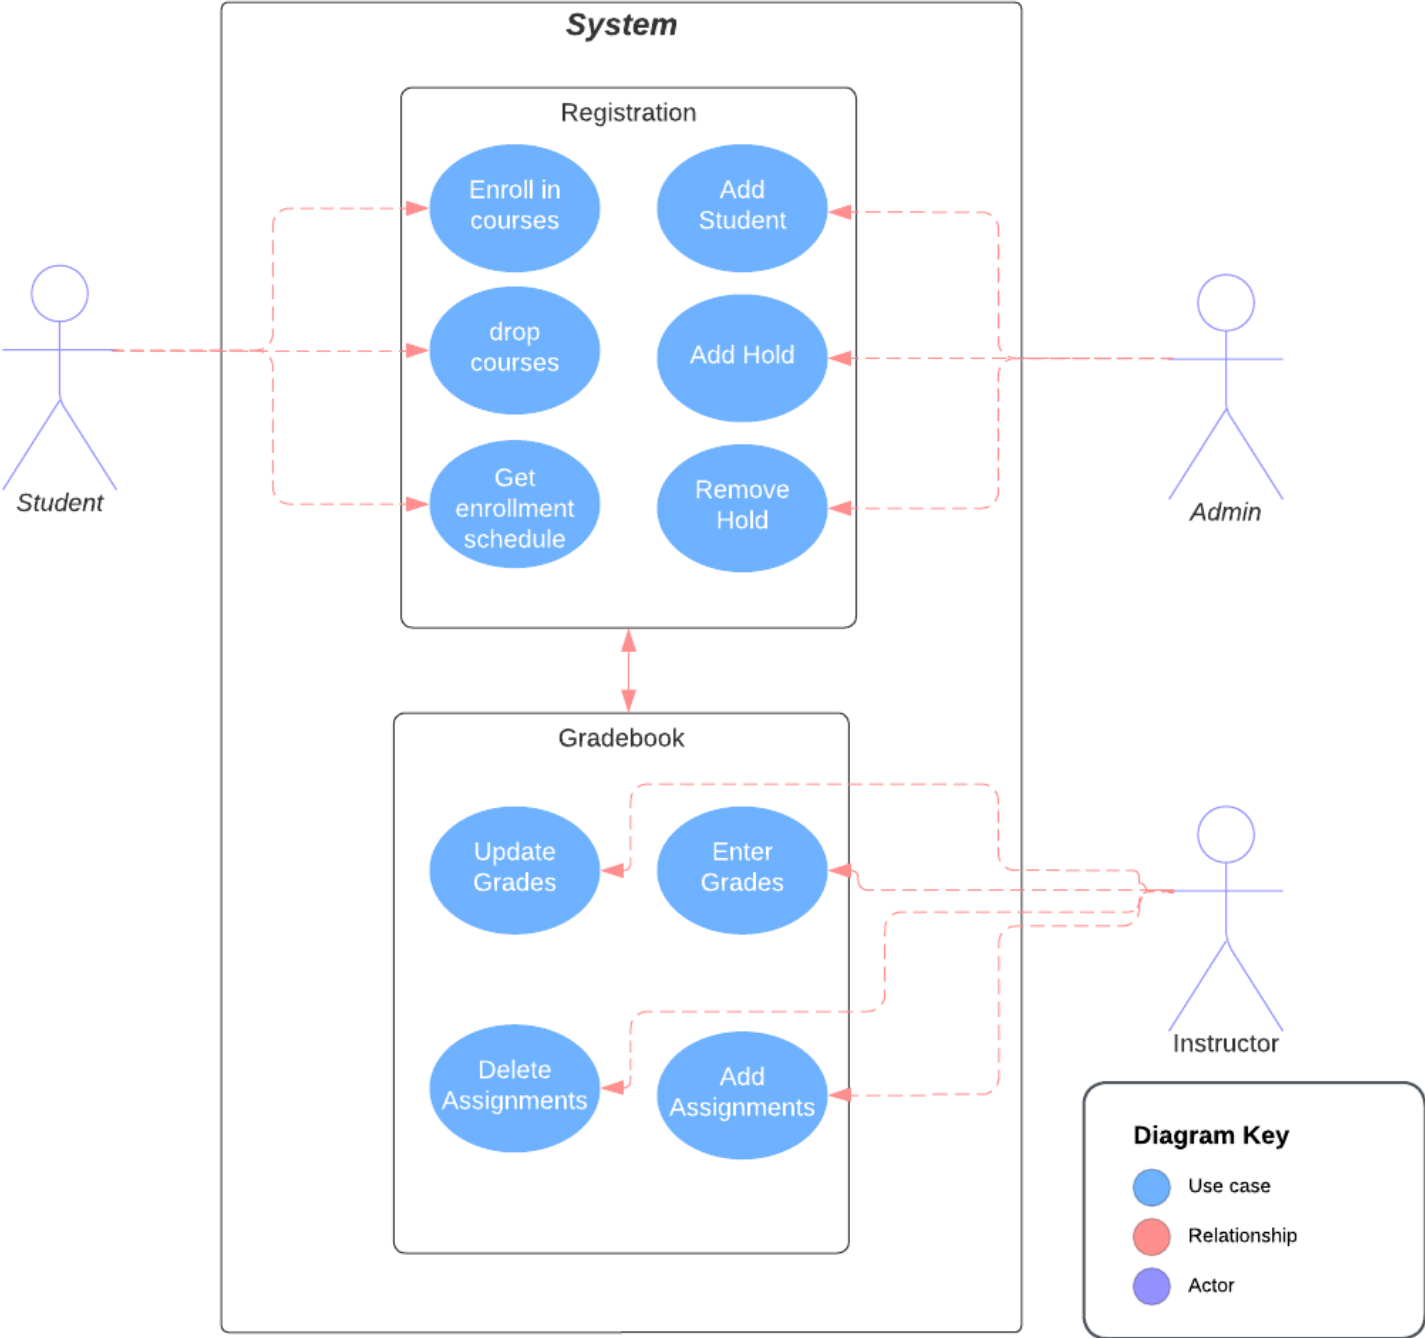 System
Registration
Enroll in
courses
Add
Student
drop
courses
Add Hold
Get
enrollment
schedule
Remove
Hold
Student
Admin
Gradebook
Update
Grades
Enter
Grades
Delete
Assignments
Add
Assignments
Instructor
Diagram Key
Use case
Relationship
Actor